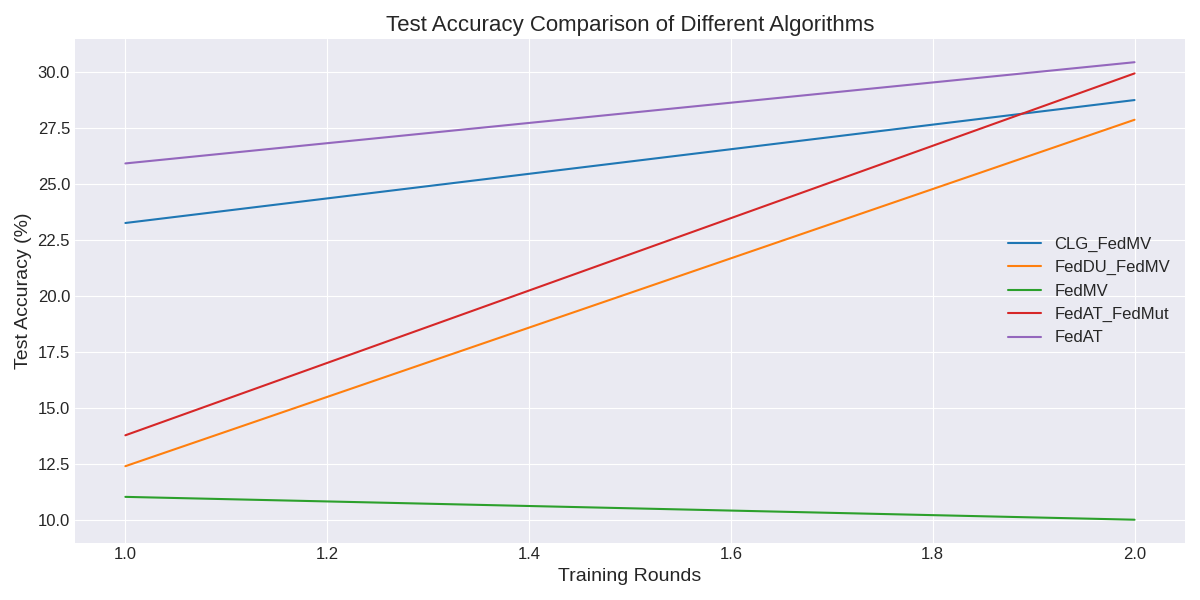 Test Accuracy Comparison of Different Algorithms
Test Accuracy (%)
30.0
27.5
25.0
22.5
20.0
17.5
15.0
12.5
10.0
CLG_FedMV
FedDU_FedMV
FedMV
FedAT_FedMut
FedAT
1.0 1.2 1.4 1.6 1.8 2.0
Training Rounds